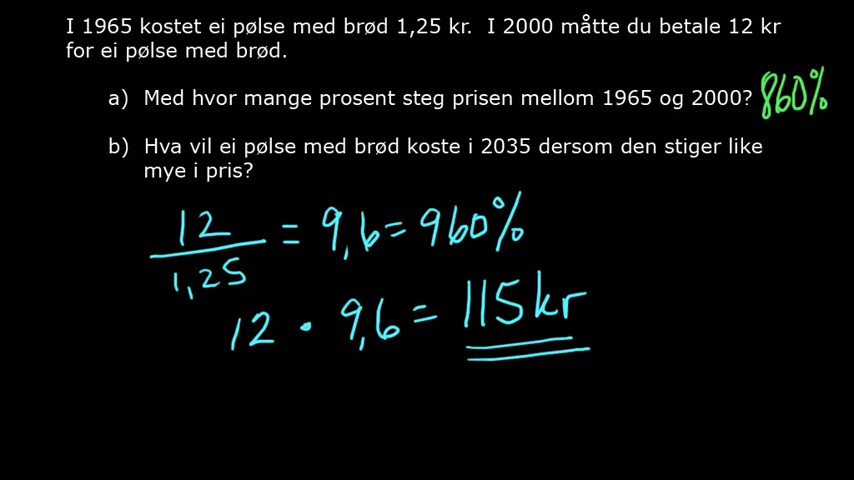 I 1965 kostet ei pølse med brød 1,25 kr. I 2000 måtte du betale 12 kr
for ei pølse med brød.
a) Med hvor mange prosent steg prisen mellom 1965 og 2000? 860%
b) Hva vil ei pølse med brød koste i 2035 dersom den stiger like
mye i pris?
12
1,25
= 9,6 = 960%
12 · 9,6 = 115 kr